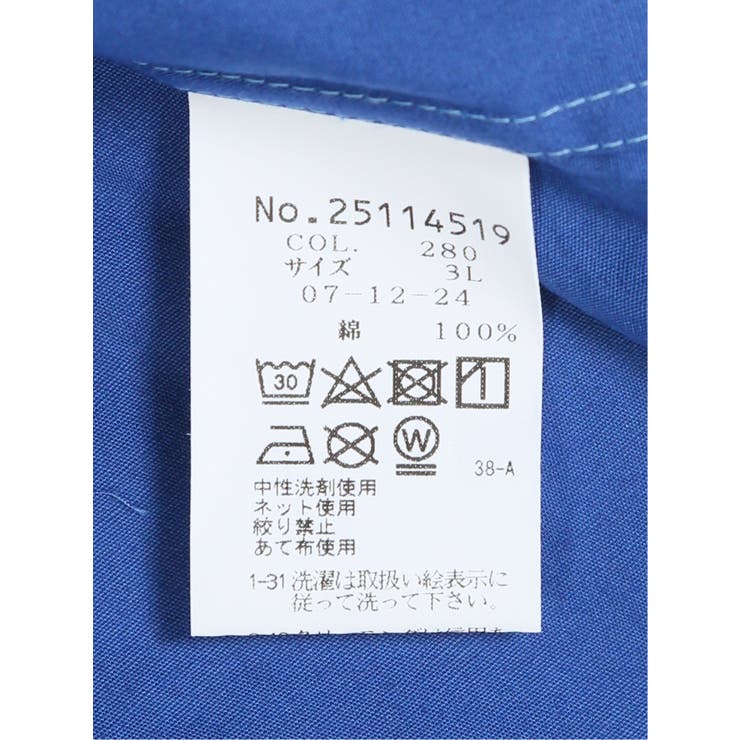 No.25114519
COL. 280
サイズ 3L
07-12-24
綿 100%
30
W
38-A
中性洗剤使用
ネット使用
絞り禁止
あて布使用
1-31 洗濯は取扱い絵表示に
従って洗って下さい。